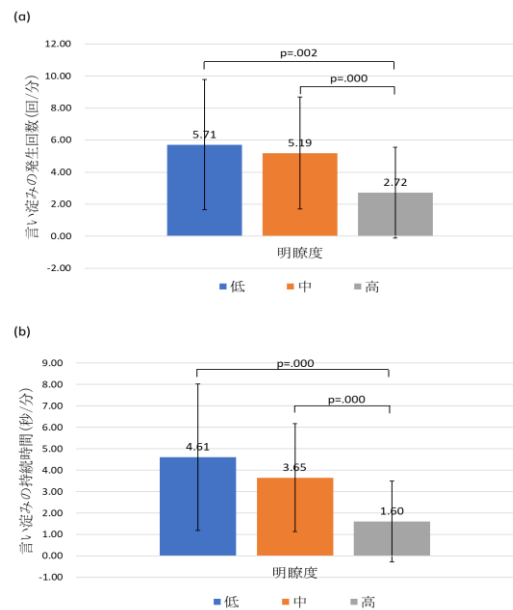 (a)
言い淀みの発生回数(回/分)
12.00
10.00
8.00
6.00
4.00
2.00
0.00
-2.00
p=.002
p=.000
5.71
5.19
2.72
明瞭度
低 中 高
(b)
言い淀みの持続時間(秒/分)
9.00
8.00
7.00
6.00
5.00
4.00
3.00
2.00
1.00
0.00
-1.00
p=.000
p=.000
4.61
3.65
1.60
明瞭度
低 中 高